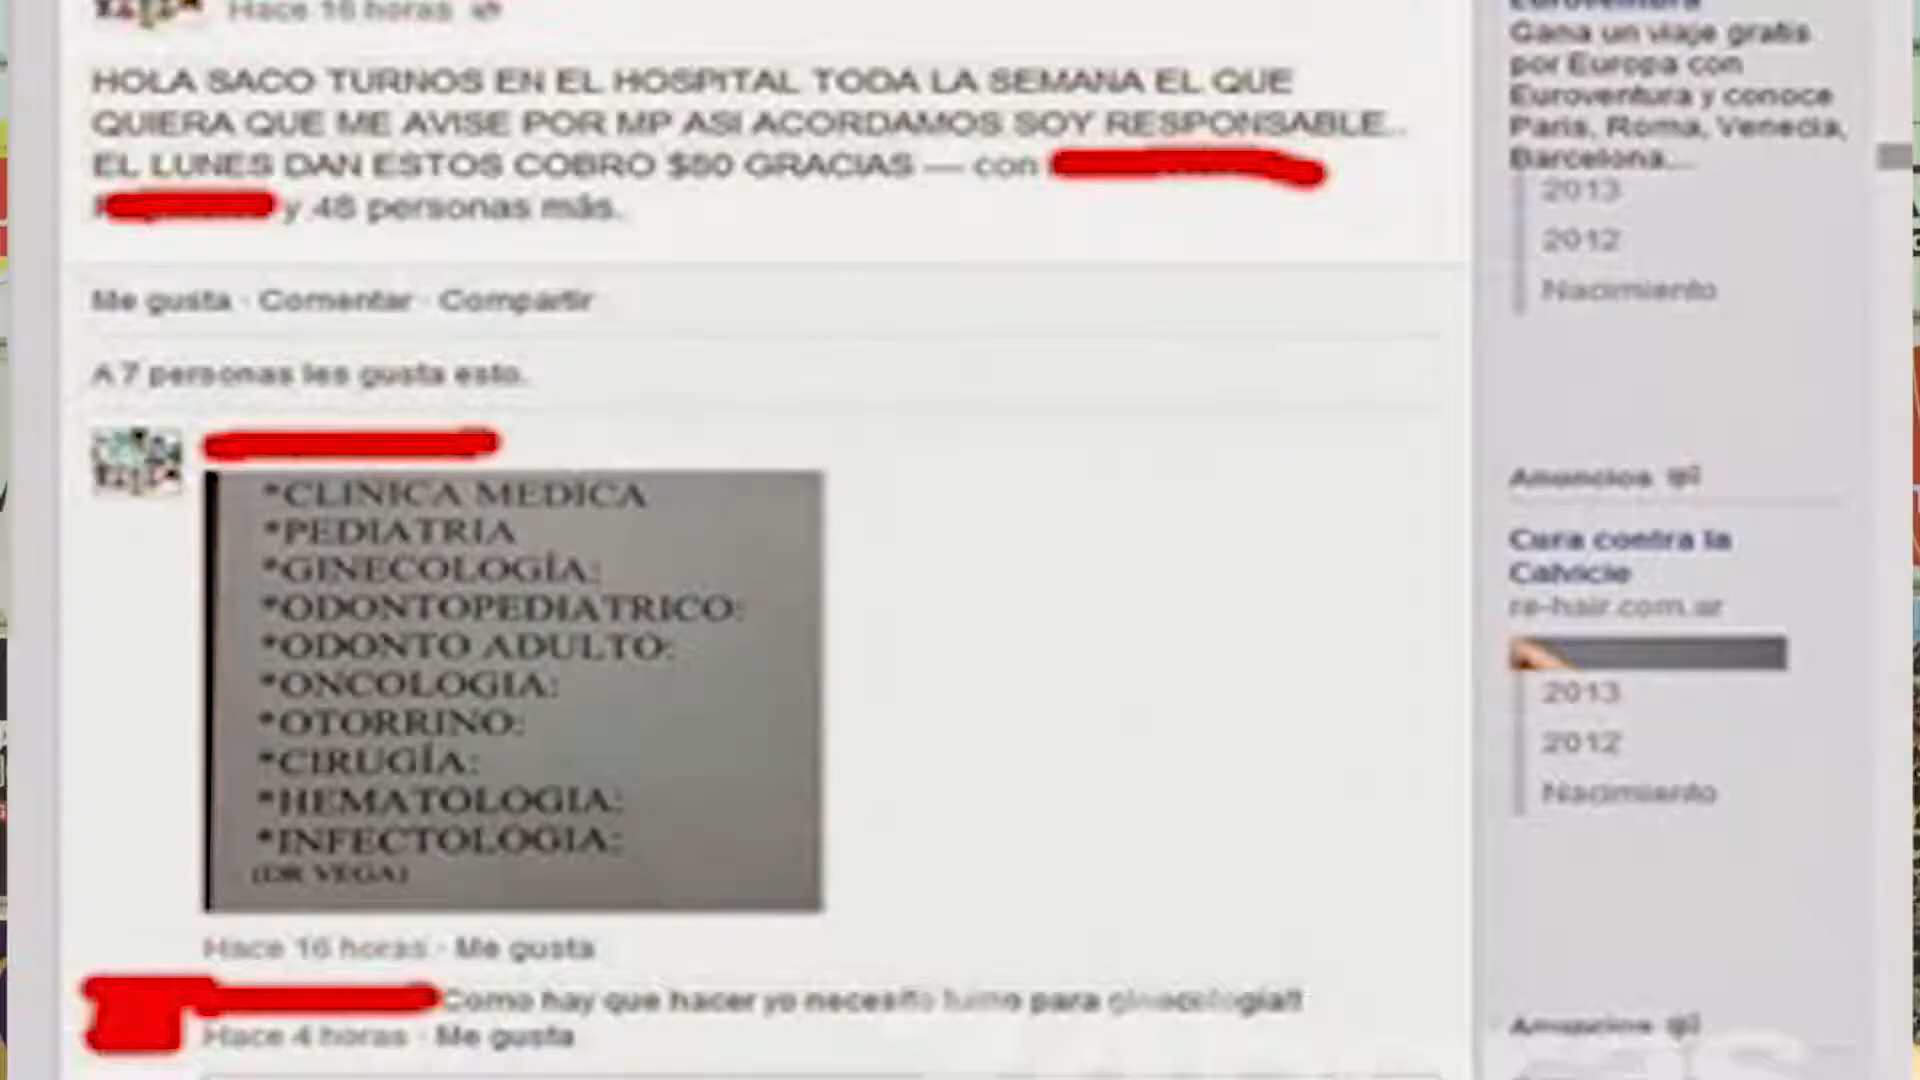 Hace 16 horas
HOLA SACO TURNOS EN EL HOSPITAL TODA LA SEMANA EL QUE
QUIERA QUE ME AVISE POR MP ASI ACORDAMOS SOY RESPONSABLE..
EL LUNES DAN ESTOS COBRO $80 GRACIAS — con
y 48 personas más.
Me gusta · Comentar · Compartir
A 7 personas les gusta esto.
*CLINICA MEDICA
*PEDIATRIA
*GINECOLOGÍA:
*ODONTOPEDIATRICO:
*ODONTO ADULTO:
*ONCOLOGIA:
*OTORRINO:
*CIRUGÍA:
*HEMATOLOGIA:
*INFECTOLOGIA:
(DR VEGA)
Hace 16 horas · Me gusta
Como hay que hacer yo necesito turno para ginecologia!!
Hace 4 horas · Me gusta
Euroventura
Gana un viaje gratis
por Europa con
Euroventura y conoce
Paris, Roma, Venecia,
Barcelona...
2013
2012
Nacimiento
Anuncios
Cura contra la
Calvicie
re-hair.com.ar
2013
2012
Nacimiento
Anuncios